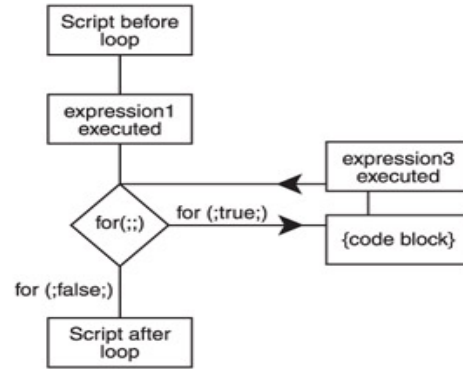 Script before
loop
expression1
executed
expression3
executed
for(;;)
for (;true;)
{code block}
for (;false;)
Script after
loop